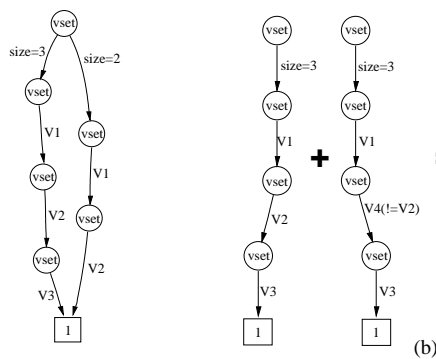 vset
size=3
size=2
vset
vset
V1
V1
vset
vset
V2
V2
vset
V3
1
vset
size=3
vset
V1
vset
V2
vset
V3
1
+
vset
size=3
vset
V1
vset
V4(!=V2)
vset
V3
1
(b)